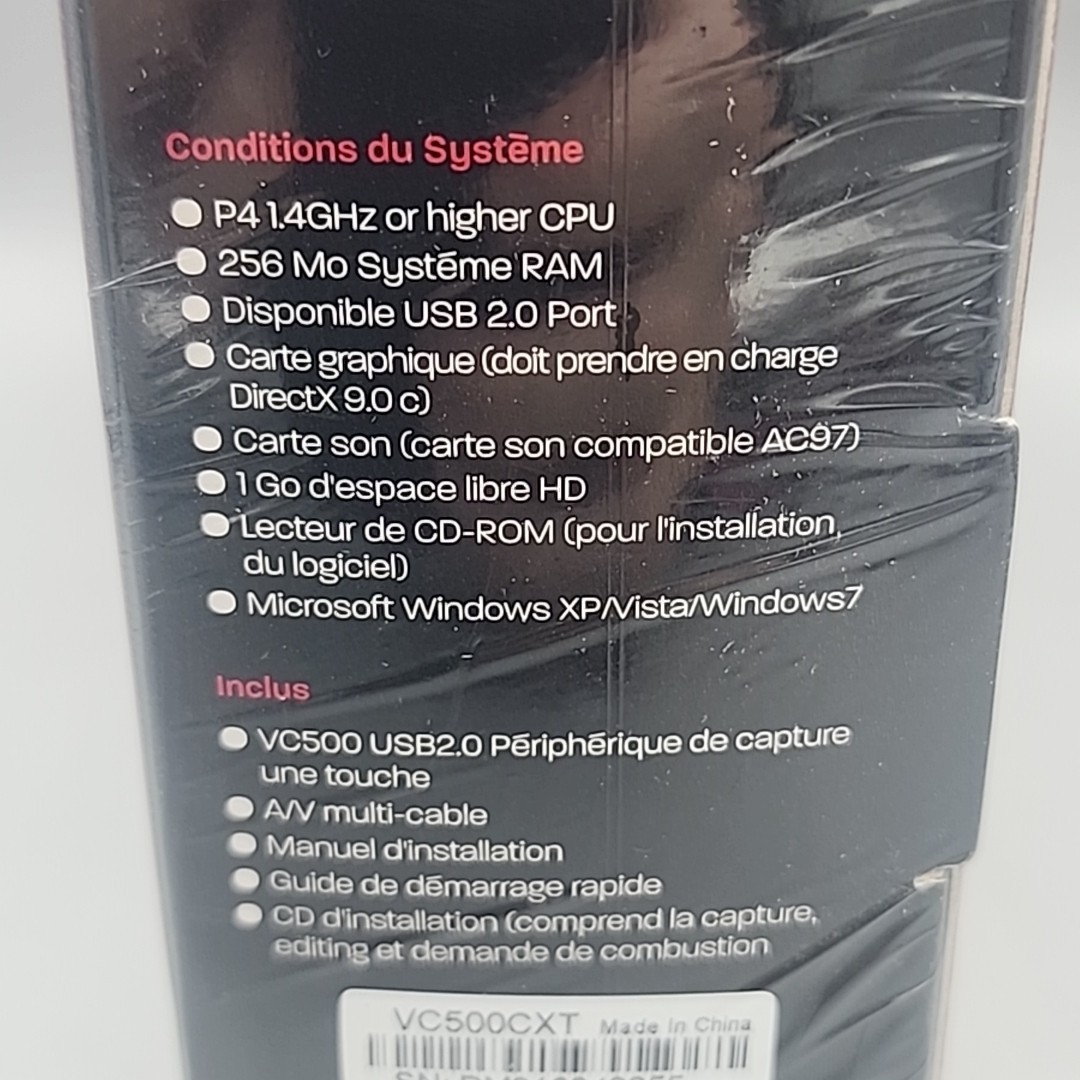 Conditions du Systēme
P4 1.4GHz or higher CPU
256 Mo Systēme RAM
Disponible USB 2.0 Port
Carte graphique (doit prendre en charge
DirectX 9.0 c)
Carte son (carte son compatible AC97)
1 Go d'espace libre HD
Lecteur de CD-ROM (pour l'installation,
du logiciel)
Microsoft Windows XP/Vista/Windows7
Inclus
VC500 USB2.0 Pēriphērique de capture
une touche
A/V multi-cable
Manuel d'installation
Guide de dēmarrage rapide
CD d'installation (comprend la capture,
editing et demande de combustion
VC500CXT Made In China